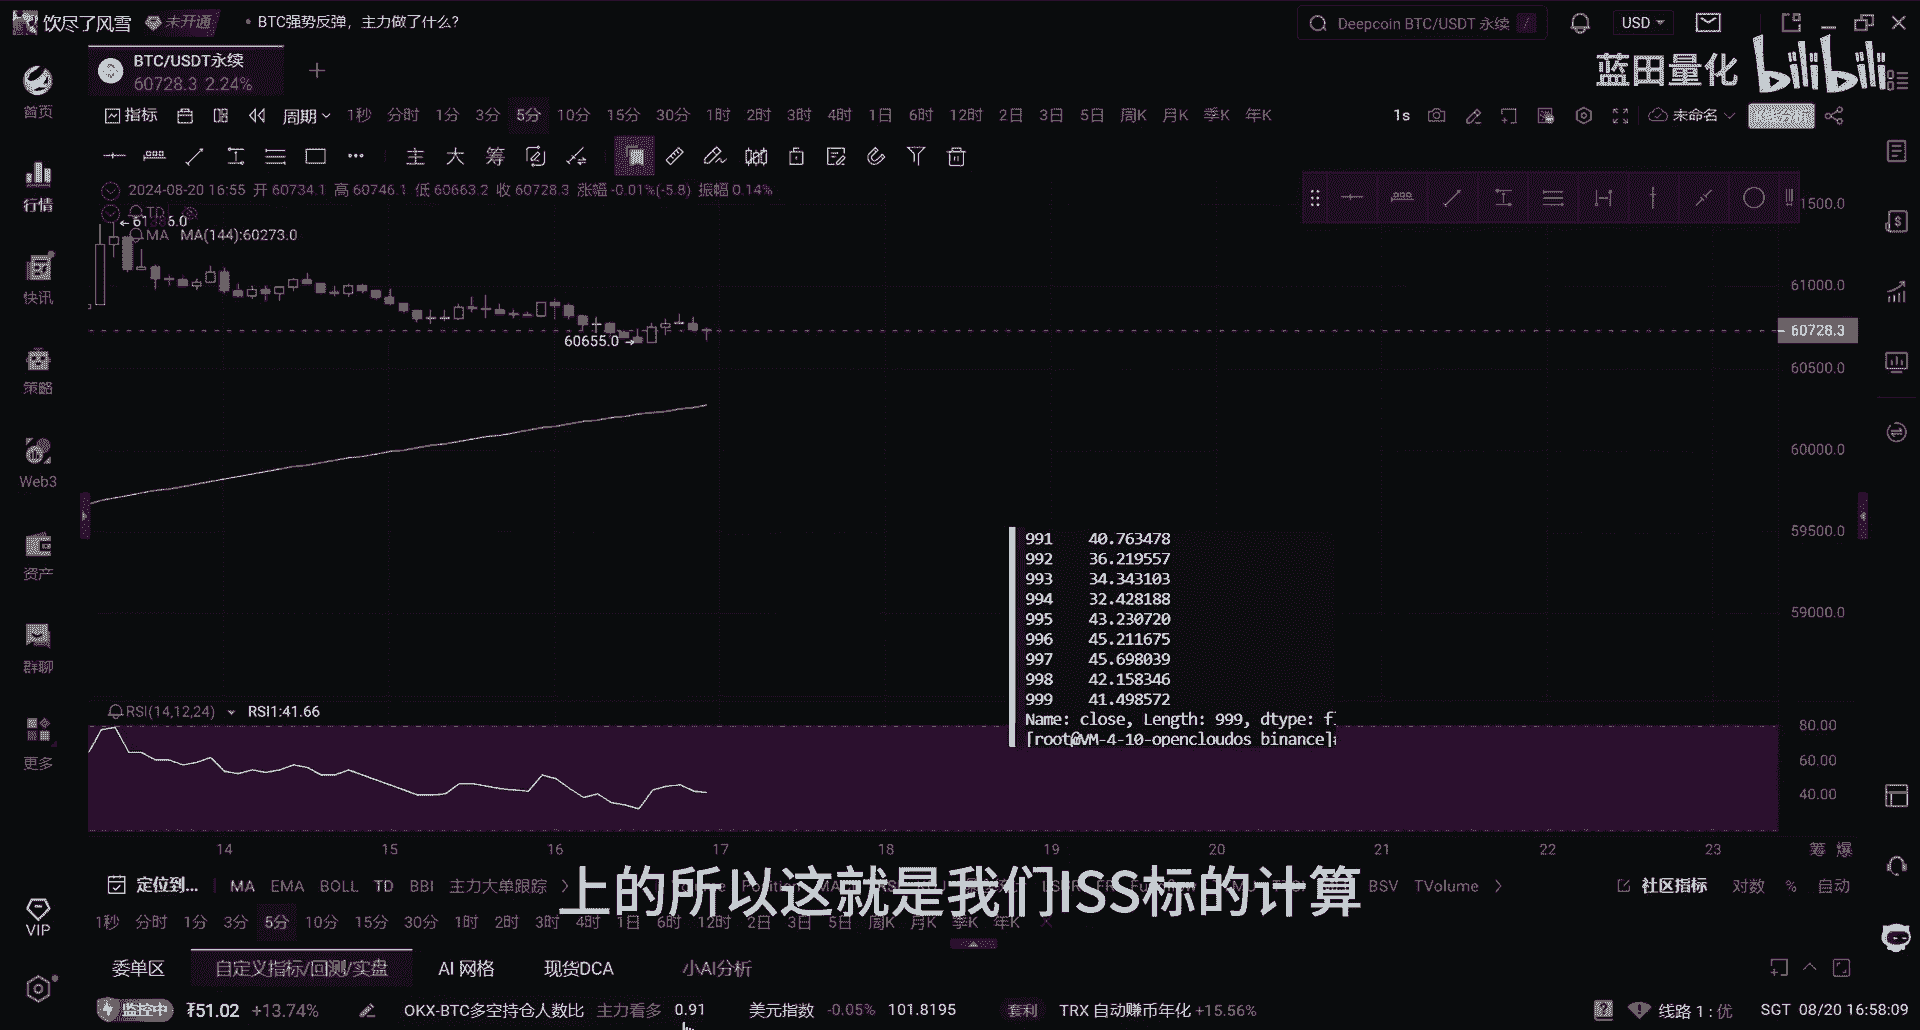 饮尽了风雪 未开通 • BTC强势反弹，主力做了什么?
Deepcoin BTC/USDT 永续 /
USD
蓝田量化 bilibili
BTC/USDT永续
60728.3 2.24%
首页
指标 周期 1秒 分时 1分 3分 5分 10分 15分 30分 1时 2时 3时 4时 1日 6时 12时 2日 3日 5日 周K 月K 季K 年K
1s 未命名
主 大 筹
2024-08-20 16:55 开 60734.1 高 60746.1 低 60663.2 收 60728.3 涨幅 -0.01%(-5.8) 振幅 0.14%
TD
MA MA(144):60273.0
60655.0
1500.0
61000.0
60728.3
60500.0
60000.0
59500.0
59000.0
行情
快讯
策略
Web3
资产
群聊
更多
VIP
991 40.763478
992 36.219557
993 34.343103
994 32.428188
995 43.230720
996 45.211675
997 45.698039
998 42.158346
999 41.498572
Name: close, Length: 999, dtype: f
[root@VM-4-10-opencloudos binance]#
RSI(14,12,24) RSI1:41.66
80.00
60.00
40.00
14 15 16 17 18 19 20 21 22 23 筹 爆
定位到... MA EMA BOLL TD BBI 主力大单跟踪
BSV TVolume 社区指标 对数 % 自动
上的所以这就是我们ISS标的计算
1秒 分时 1分 3分 5分 10分 15分 30分 1时 2时 3时 4时 1日 6时 12时 2日 3日 5日 周K 月K 季K 年K
委单区 自定义指标/回测/实盘 AI 网格 现货DCA 小AI分析
监控中 ₮51.02 +13.74% OKX-BTC多空持仓人数比 主力看多 0.91 美元指数 -0.05% 101.8195 套利 TRX 自动赚币年化 +15.56% 线路 1: 优 SGT 08/20 16:58:09